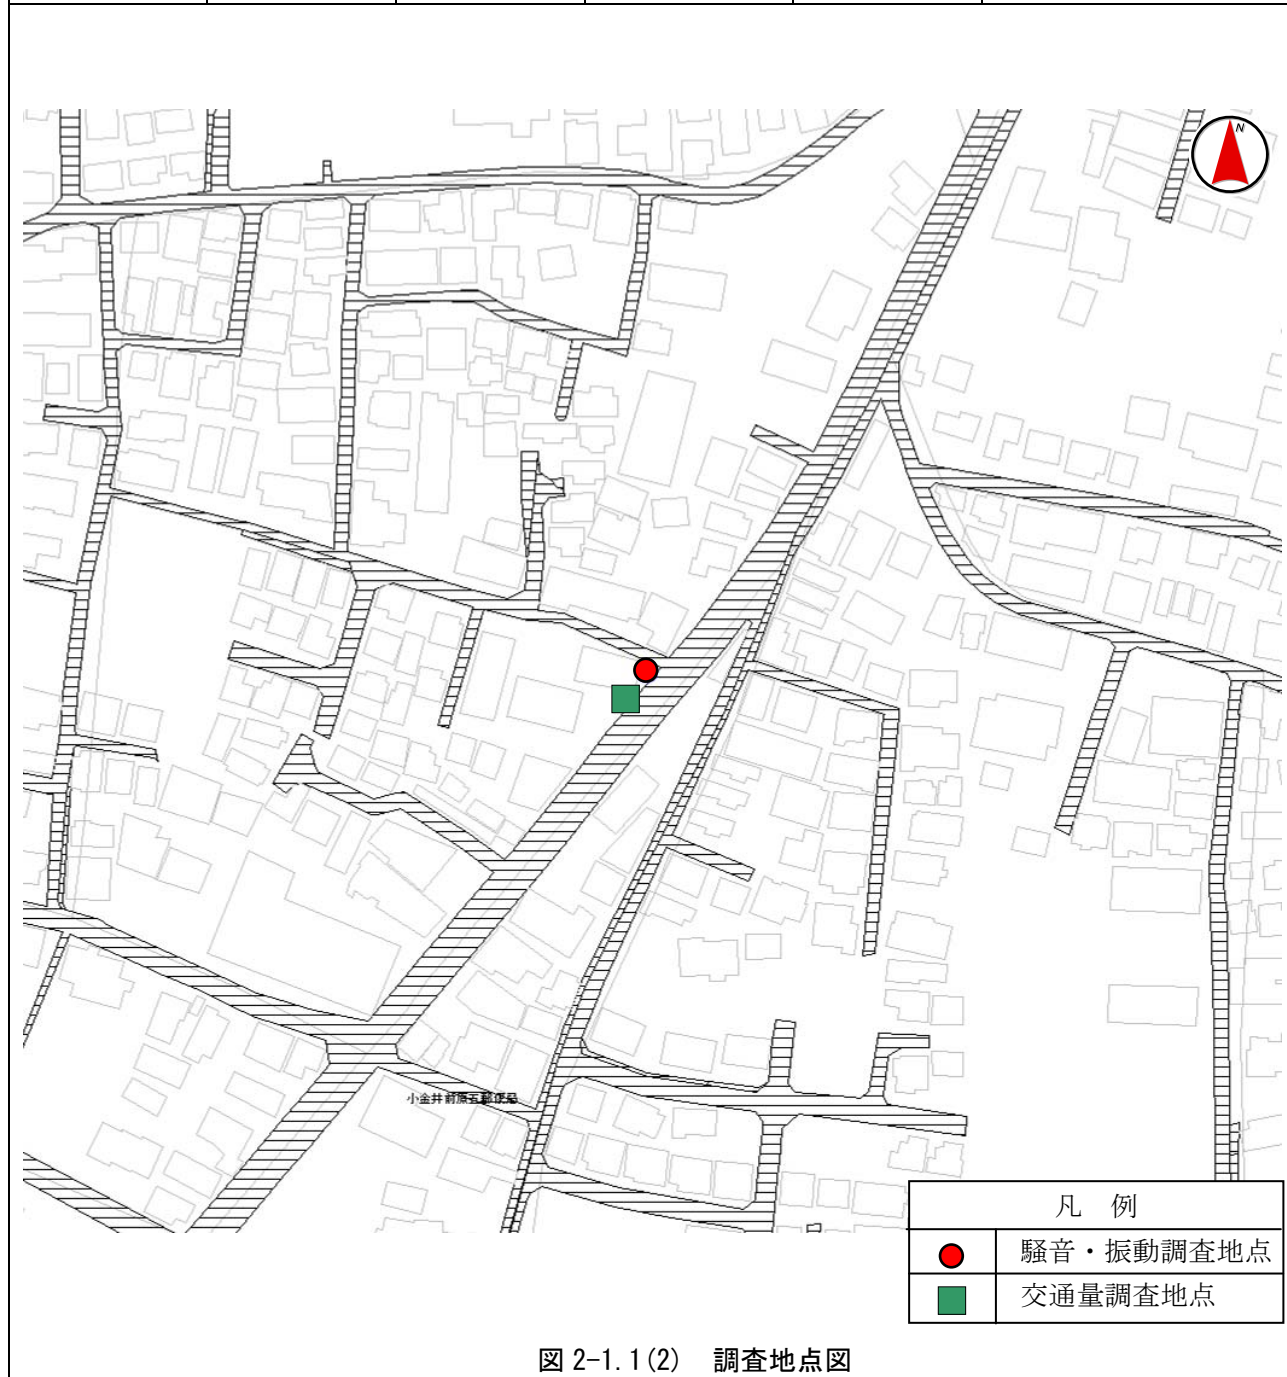 N
小金井前原五郵便局
凡 例
騒音・振動調査地点
交通量調査地点
図 2-1.1(2) 調査地点図